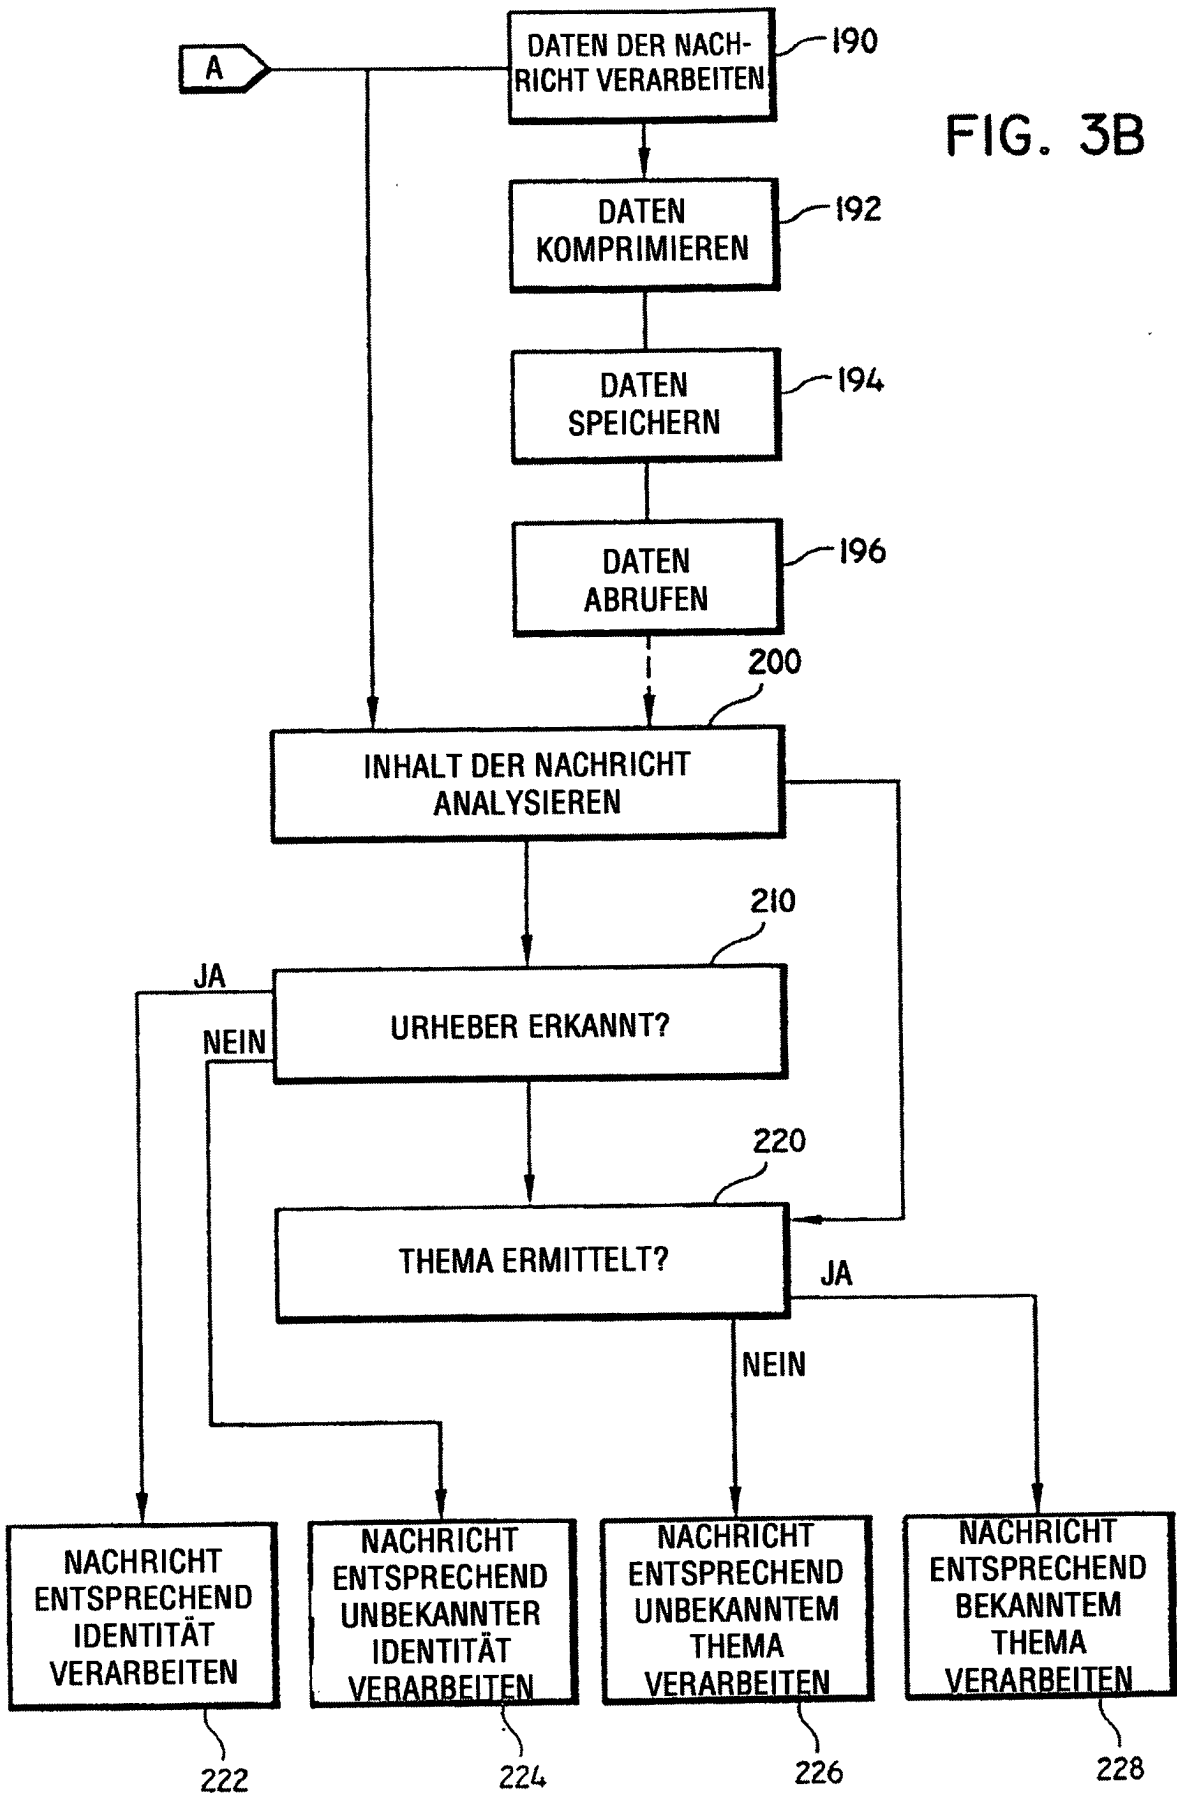 A
DATEN DER NACH-
RICHT VERARBEITEN
190
FIG. 3B
DATEN
KOMPRIMIEREN
192
DATEN
SPEICHERN
194
DATEN
ABRUFEN
196
200
INHALT DER NACHRICHT
ANALYSIEREN
210
JA
URHEBER ERKANNT?
NEIN
220
THEMA ERMITTELT?
JA
NEIN
NACHRICHT
ENTSPRECHEND
IDENTITÄT
VERARBEITEN
222
NACHRICHT
ENTSPRECHEND
UNBEKANNTER
IDENTITÄT
VERARBEITEN
224
NACHRICHT
ENTSPRECHEND
UNBEKANNTEM
THEMA
VERARBEITEN
226
NACHRICHT
ENTSPRECHEND
BEKANNTEM
THEMA
VERARBEITEN
228